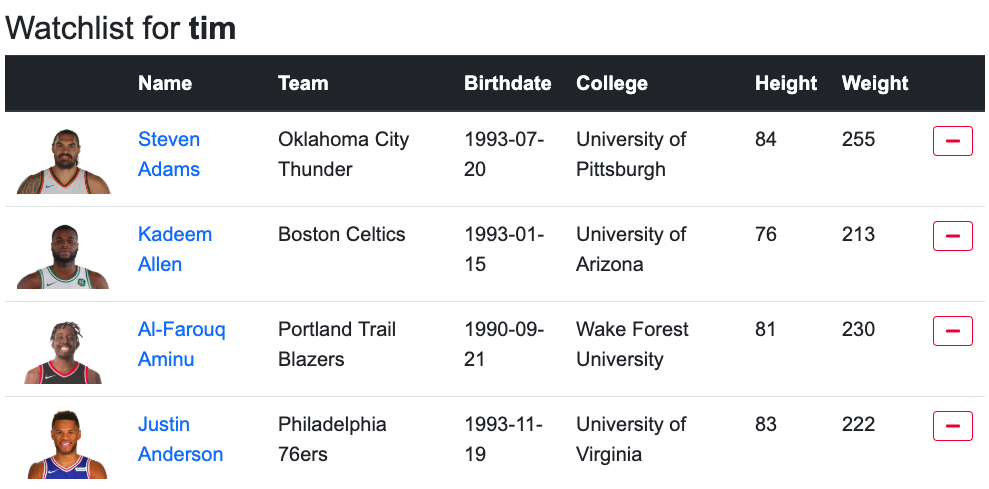 Watchlist for tim
Name Team Birthdate College Height Weight
Steven Oklahoma City 1993-07- University of 84 255
Adams Thunder 20 Pittsburgh
Kadeem Boston Celtics 1993-01- University of 76 213
Allen 15 Arizona
Al-Farouq Portland Trail 1990-09- Wake Forest 81 230
Aminu Blazers 21 University
Justin Philadelphia 1993-11- University of 83 222
Anderson 76ers 19 Virginia